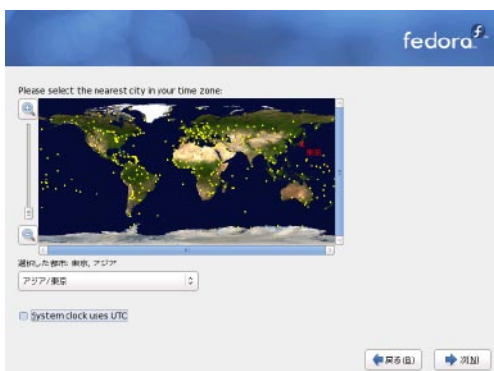 fedora
Please select the nearest city in your time zone:
東京
選択した都市: 東京, アジア
アジア/東京
System clock uses UTC
戻る(B)
次(N)